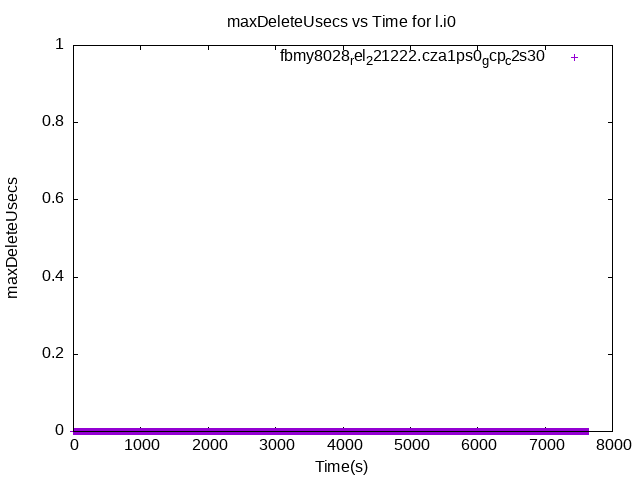 maxDeleteUsecs vs Time for l.i0
1
fbmy8028rel221222.cza1ps0gcpc2s30
0.8
0.6
maxDeleteUsecs
0.4
0.2
0
0 1000 2000 3000 4000 5000 6000 7000 8000
Time(s)